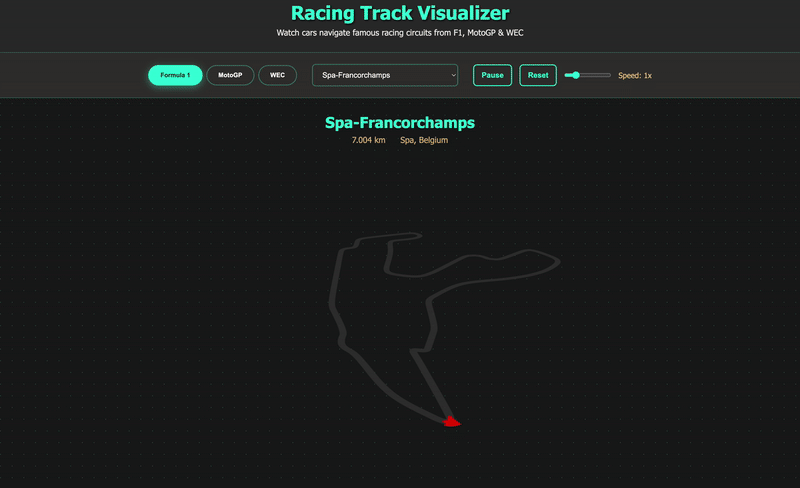 Racing Track Visualizer
Watch cars navigate famous racing circuits from F1, MotoGP & WEC
Formula 1 MotoGP WEC Spa-Francorchamps Pause Reset Speed: 1x
Spa-Francorchamps
7.004 km Spa, Belgium